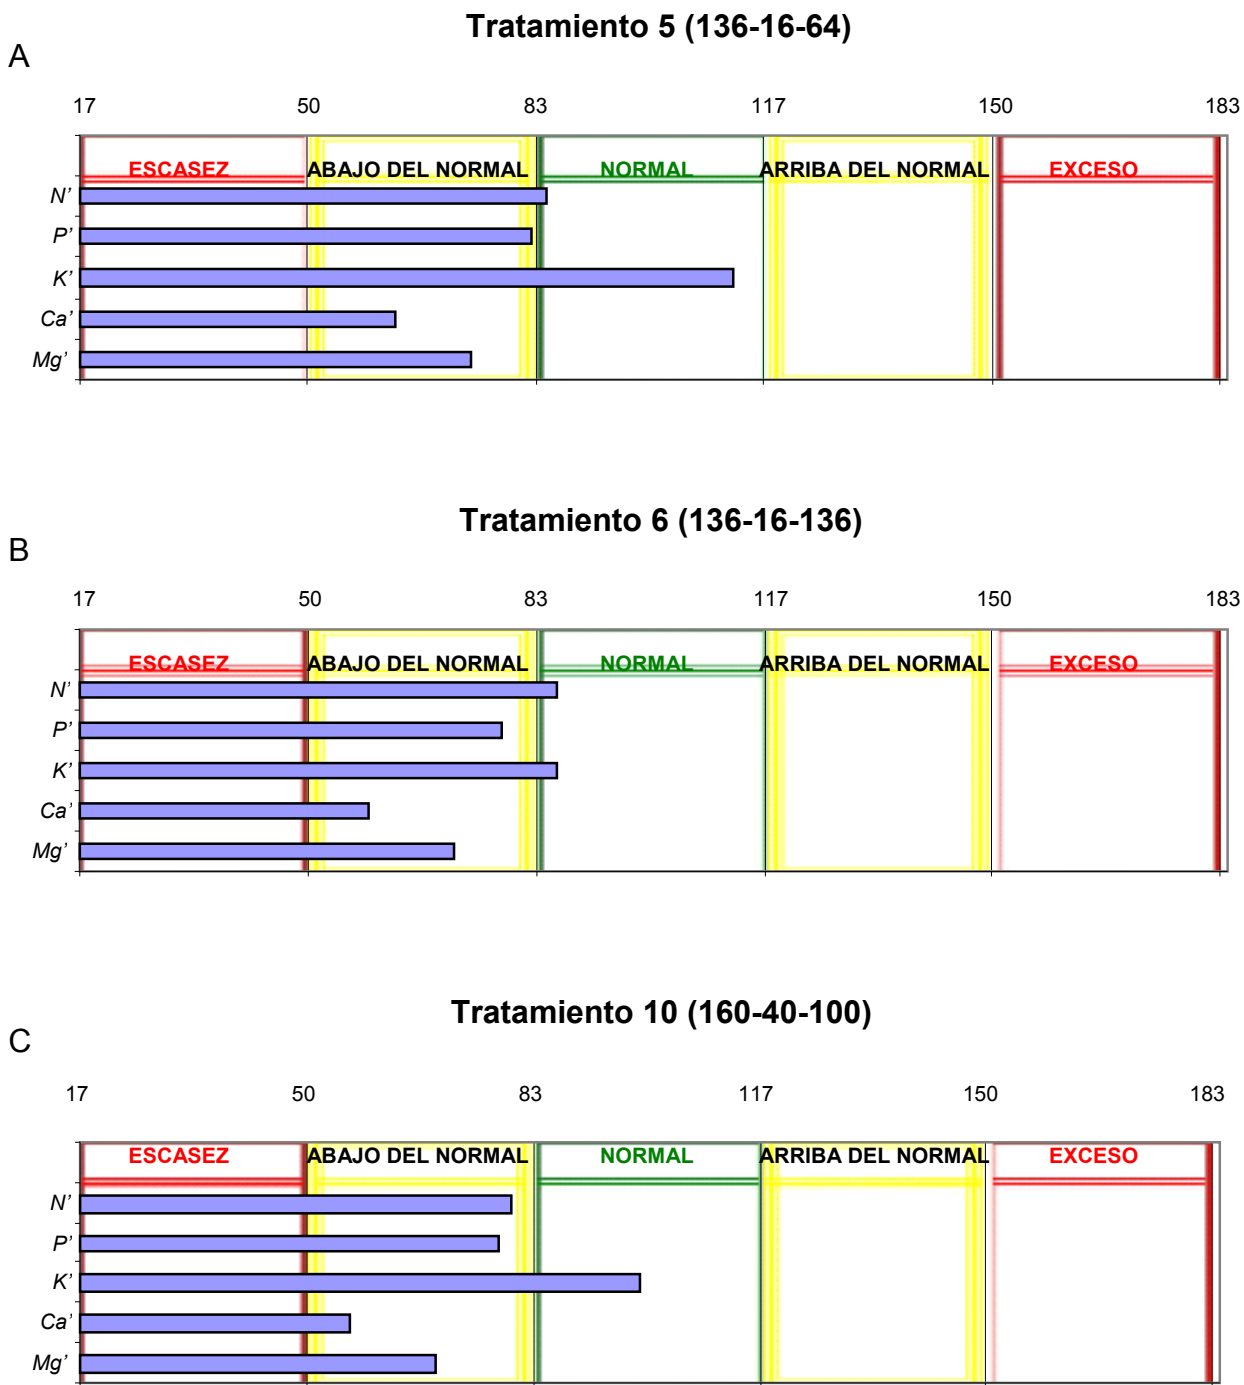 Tratamiento 5 (136-16-64)
A
17 50 83 117 150 183
ESCASEZ ABAJO DEL NORMAL NORMAL ARRIBA DEL NORMAL EXCESO
N’
P’
K’
Ca’
Mg’
Tratamiento 6 (136-16-136)
B
17 50 83 117 150 183
ESCASEZ ABAJO DEL NORMAL NORMAL ARRIBA DEL NORMAL EXCESO
N’
P’
K’
Ca’
Mg’
Tratamiento 10 (160-40-100)
C
17 50 83 117 150 183
ESCASEZ ABAJO DEL NORMAL NORMAL ARRIBA DEL NORMAL EXCESO
N’
P’
K’
Ca’
Mg’